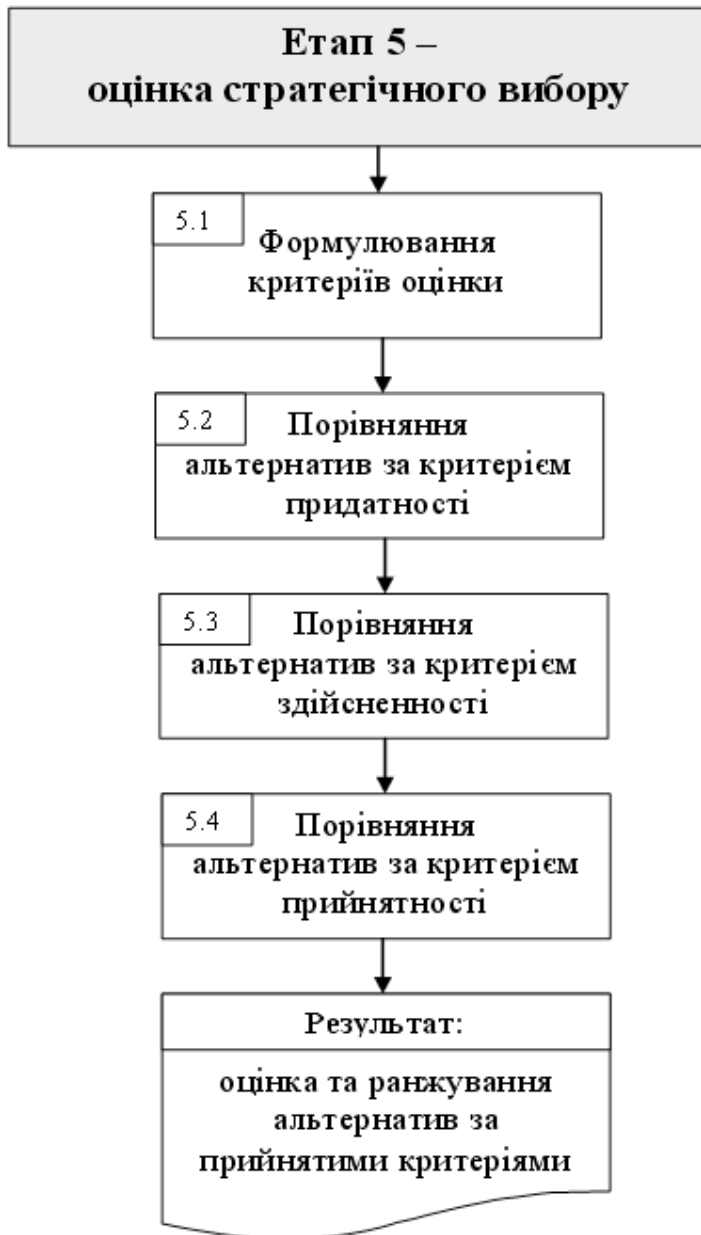 Етап 5 –
оцінка стратегічного вибору
5.1
Формулювання
критеріїв оцінки
5.2
Порівняння
альтернатив за критерієм
придатності
5.3
Порівняння
альтернатив за критерієм
здійсненності
5.4
Порівняння
альтернатив за критерієм
прийнятності
Результат:
оцінка та ранжування
альтернатив за
прийнятими критеріями